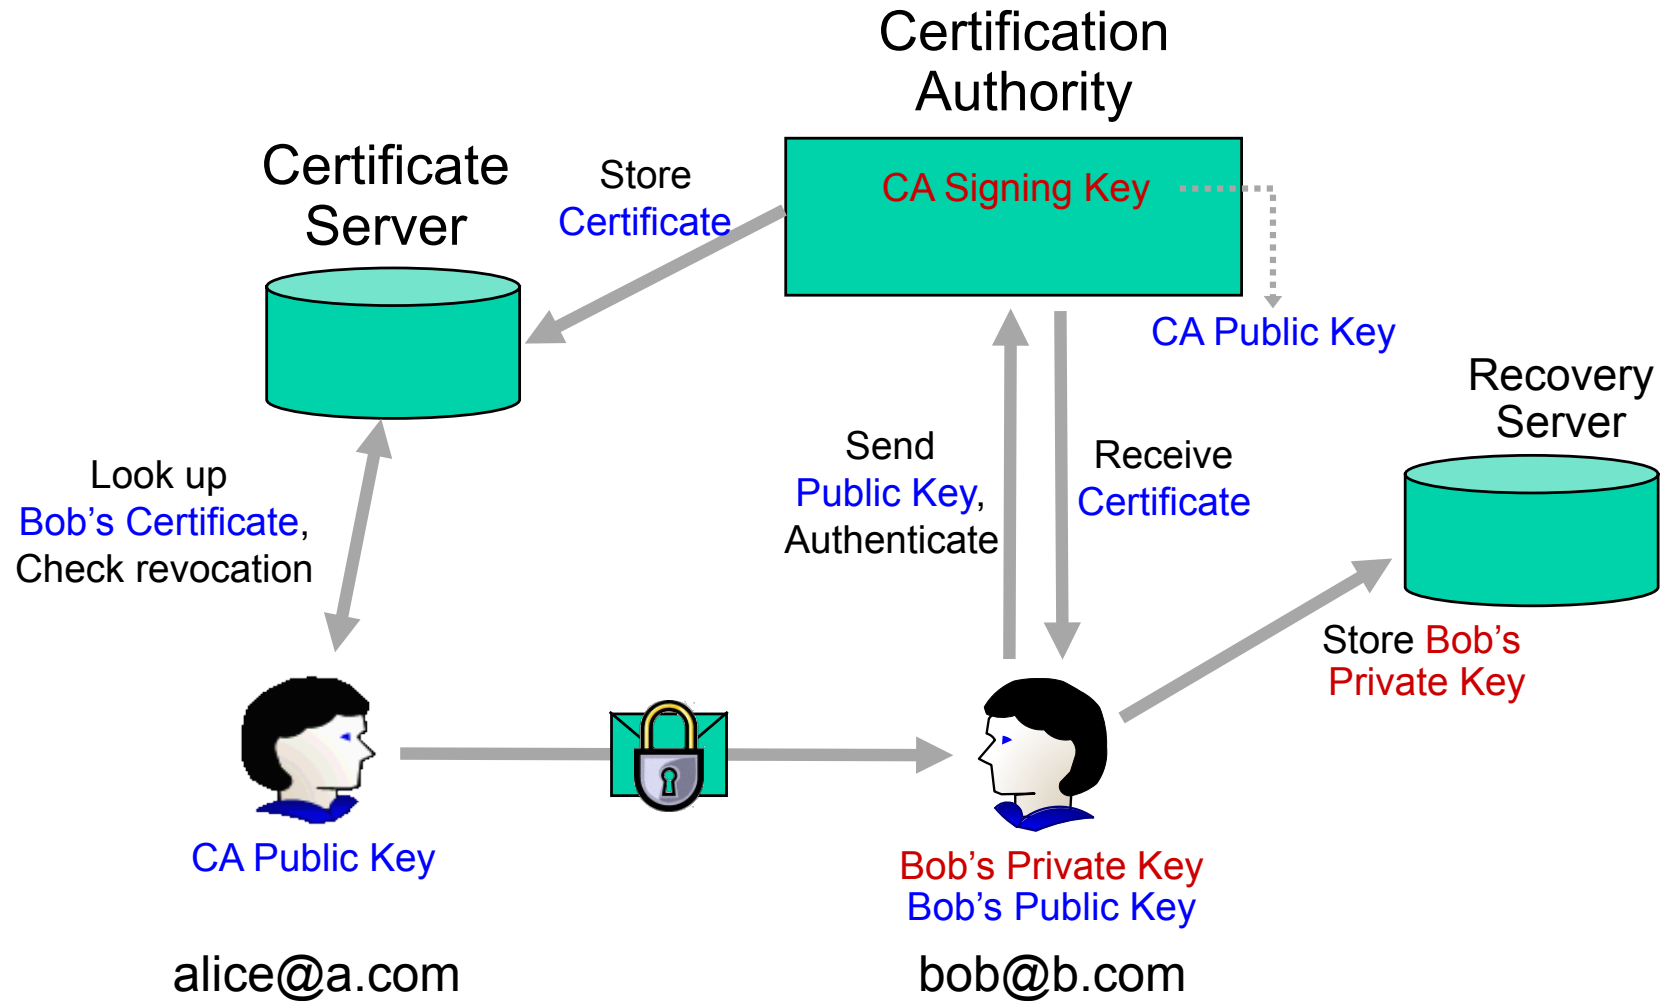 Certification
Authority
Certificate
Server
Store
Certificate
CA Signing Key
CA Public Key
Recovery
Server
Look up
Bob’s Certificate,
Check revocation
Send
Public Key,
Authenticate
Receive
Certificate
Store Bob’s
Private Key
CA Public Key
Bob’s Private Key
Bob’s Public Key
alice@a.com
bob@b.com